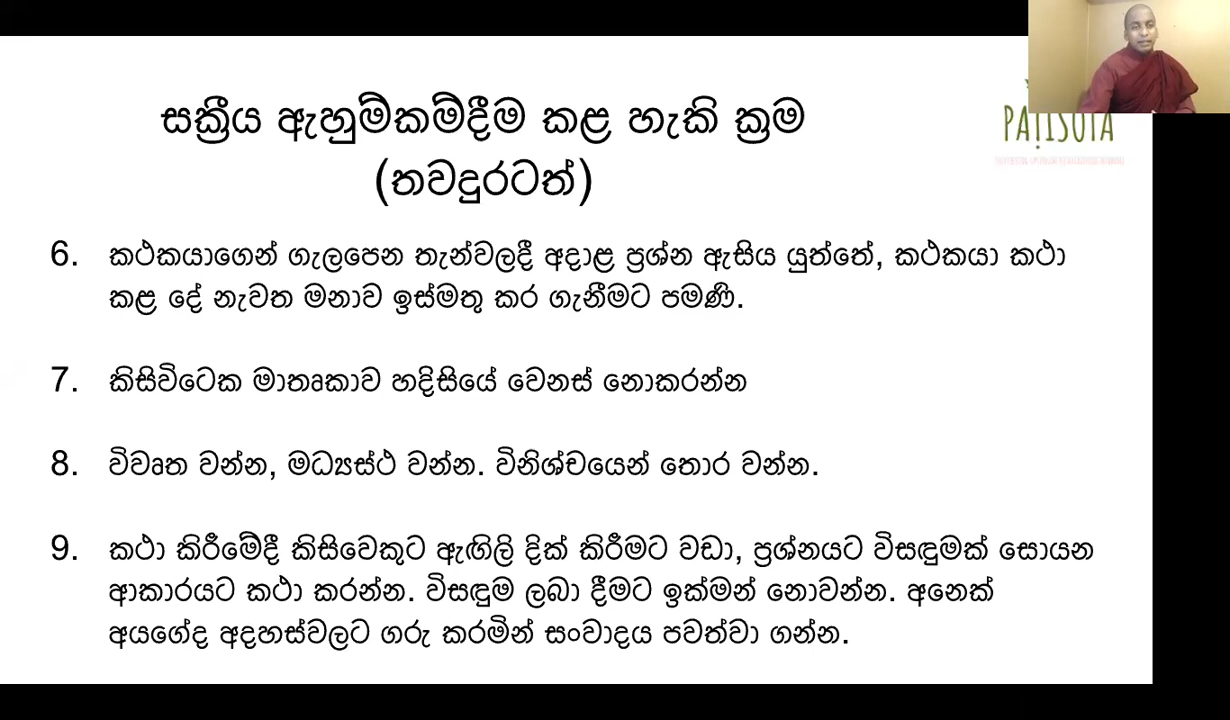 සක්‍රීය ඇහුම්කම්දීම කළ හැකි ක්‍රම
(තවදුරටත්)
PAṬISOTA
6. කථකයාගෙන් ගැලපෙන තැන්වලදී අදාළ ප්‍රශ්න ඇසිය යුත්තේ, කථකයා කථා
කළ දේ නැවත මනාව ඉස්මතු කර ගැනීමට පමණි.
7. කිසිවිටෙක මාතෘකාව හදිසියේ වෙනස් නොකරන්න
8. විවෘත වන්න, මධ්‍යස්ථ වන්න. විනිශ්චයෙන් තොර වන්න.
9. කථා කිරීමේදී කිසිවෙකුට ඇඟිලි දික් කිරීමට වඩා, ප්‍රශ්නයට විසඳුමක් සොයන
ආකාරයට කථා කරන්න. විසඳුම ලබා දීමට ඉක්මන් නොවන්න. අනෙක්
අයගේද අදහස්වලට ගරු කරමින් සංවාදය පවත්වා ගන්න.